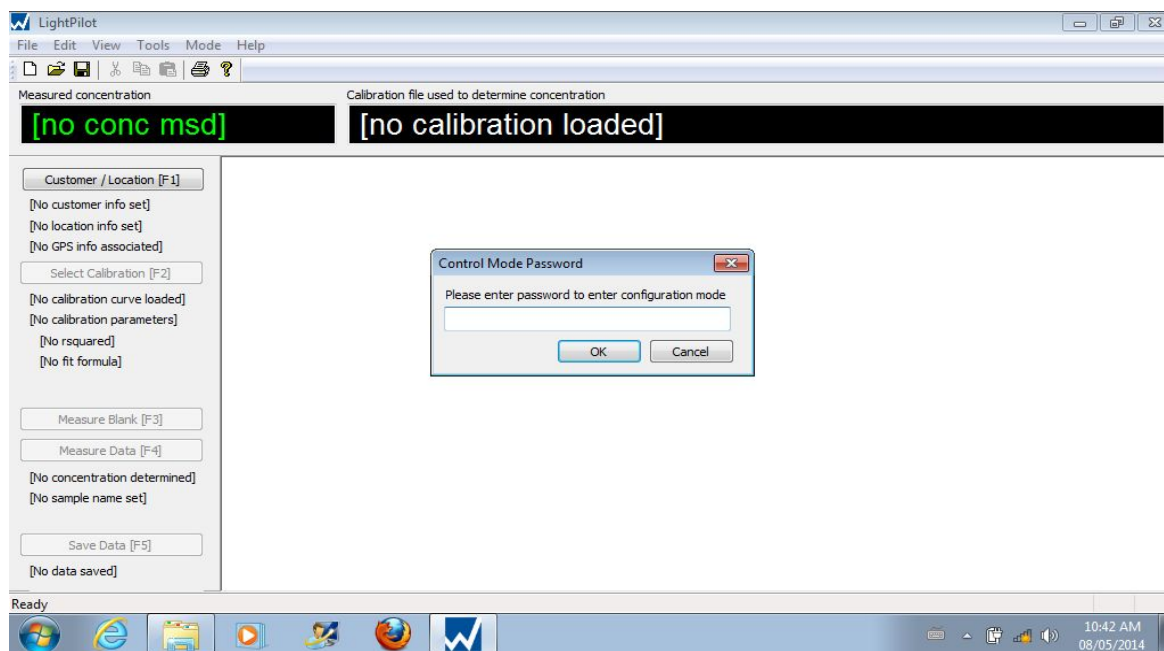 LightPilot
File Edit View Tools Mode Help
Measured concentration
Calibration file used to determine concentration
[no conc msd]
[no calibration loaded]
Customer / Location [F1]
[No customer info set]
[No location info set]
[No GPS info associated]
Select Calibration [F2]
[No calibration curve loaded]
[No calibration parameters]
[No rsquared]
[No fit formula]
Measure Blank [F3]
Measure Data [F4]
[No concentration determined]
[No sample name set]
Save Data [F5]
[No data saved]
Control Mode Password
Please enter password to enter configuration mode
OK
Cancel
Ready
10:42 AM
08/05/2014